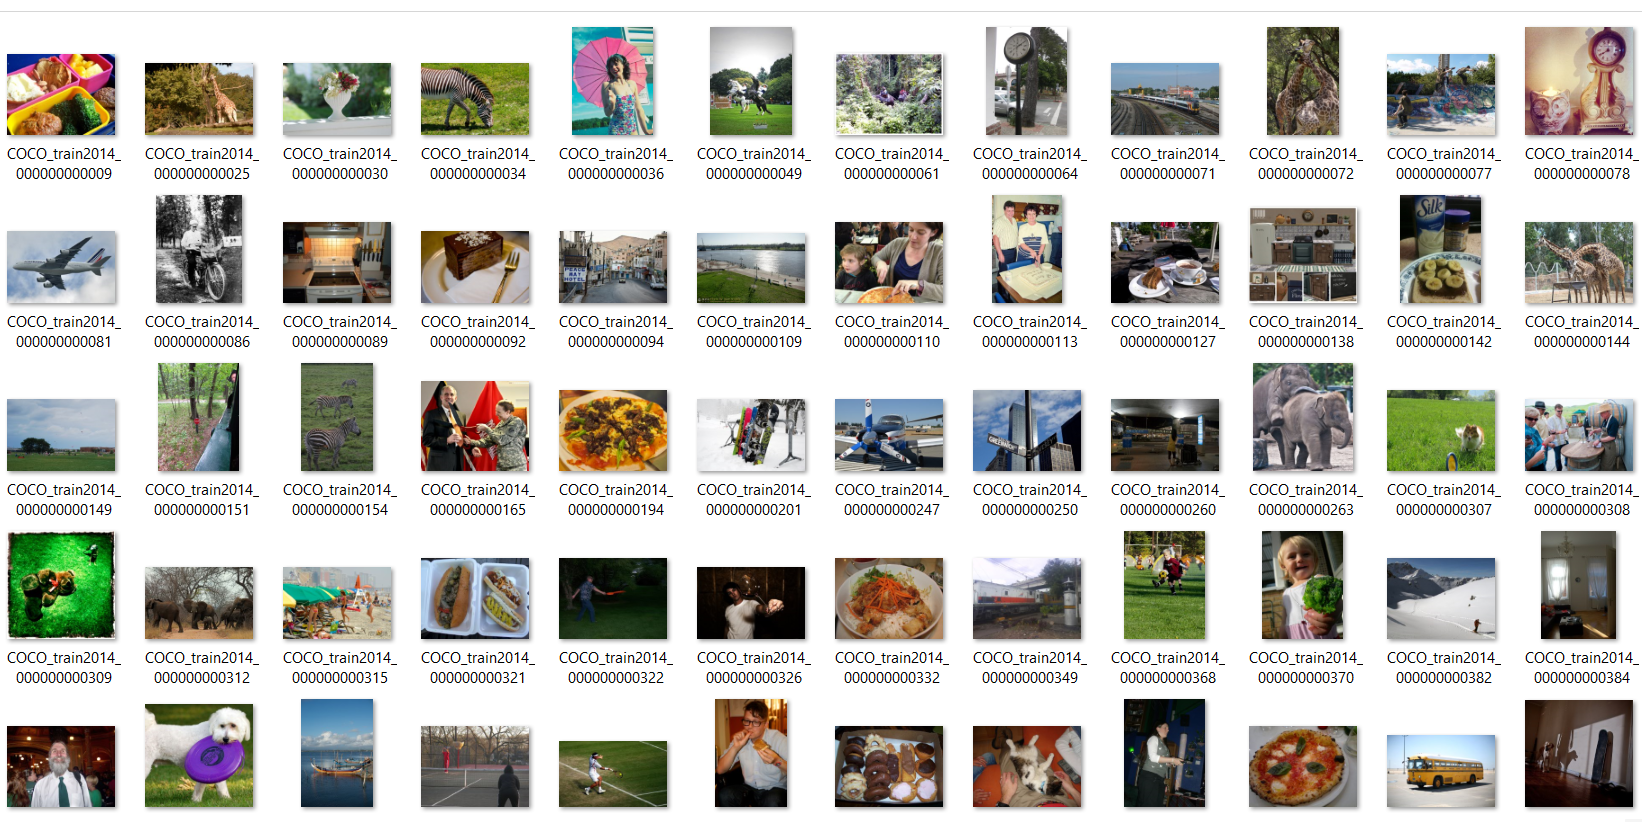 COCO_train2014_ COCO_train2014_ COCO_train2014_ COCO_train2014_ COCO_train2014_ COCO_train2014_ COCO_train2014_ COCO_train2014_ COCO_train2014_ COCO_train2014_ COCO_train2014_ COCO_train2014_
000000000009 000000000025 000000000030 000000000034 000000000036 000000000049 000000000061 000000000064 000000000071 000000000072 000000000077 000000000078
Silk
PEACE
WAY
HOTEL
COCO_train2014_ COCO_train2014_ COCO_train2014_ COCO_train2014_ COCO_train2014_ COCO_train2014_ COCO_train2014_ COCO_train2014_ COCO_train2014_ COCO_train2014_ COCO_train2014_ COCO_train2014_
000000000081 000000000086 000000000089 000000000092 000000000094 000000000109 000000000110 000000000113 000000000127 000000000138 000000000142 000000000144
GREENWICH
COCO_train2014_ COCO_train2014_ COCO_train2014_ COCO_train2014_ COCO_train2014_ COCO_train2014_ COCO_train2014_ COCO_train2014_ COCO_train2014_ COCO_train2014_ COCO_train2014_ COCO_train2014_
000000000149 000000000151 000000000154 000000000165 000000000194 000000000201 000000000247 000000000250 000000000260 000000000263 000000000307 000000000308
COCO_train2014_ COCO_train2014_ COCO_train2014_ COCO_train2014_ COCO_train2014_ COCO_train2014_ COCO_train2014_ COCO_train2014_ COCO_train2014_ COCO_train2014_ COCO_train2014_ COCO_train2014_
000000000309 000000000312 000000000315 000000000321 000000000322 000000000326 000000000332 000000000349 000000000368 000000000370 000000000382 000000000384